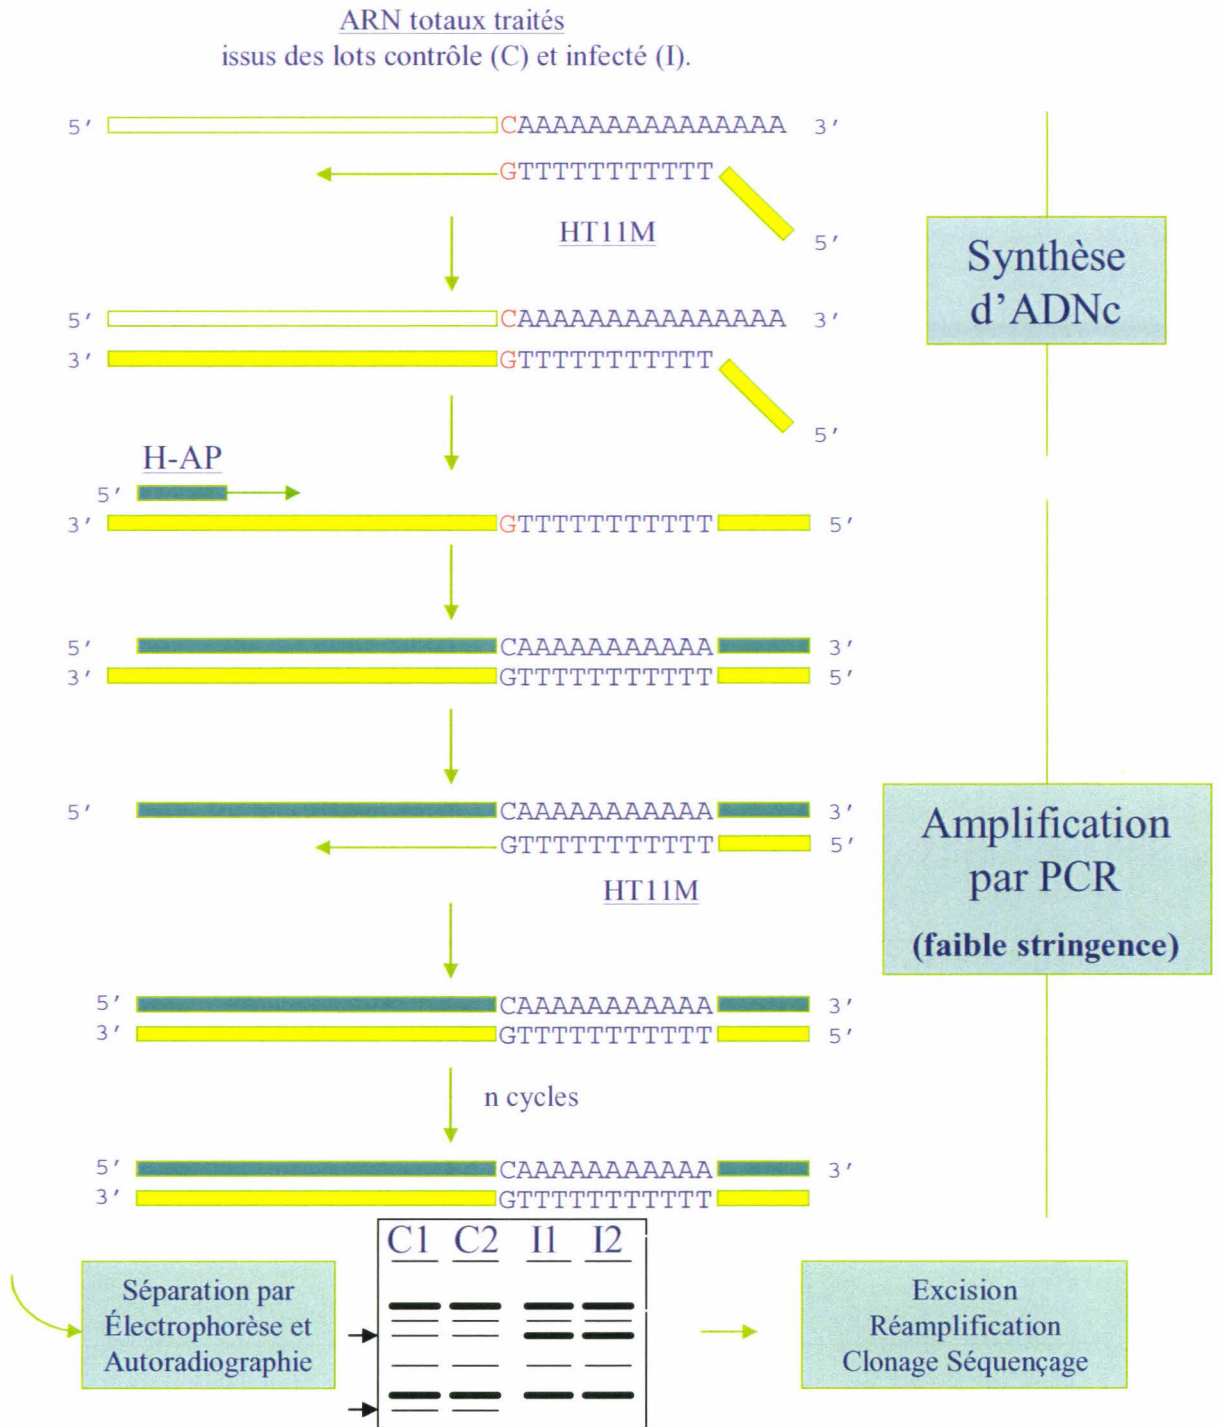 ARN totaux traités
issus des lots contrôle (C) et infecté (I).
5' CAAAAAAAAAAAAAAA 3'
GTTTTTTTTTTT
HT11M
5'
Synthèse
d'ADNc
5' CAAAAAAAAAAAAAAA 3'
3' GTTTTTTTTTTT
5'
H-AP
5'
3' GTTTTTTTTTTT 5'
5' CAAAAAAAAAAA 3'
3' GTTTTTTTTTTT 5'
5' CAAAAAAAAAAA 3'
GTTTTTTTTTTT 5'
HT11M
Amplification
par PCR
(faible stringence)
5' CAAAAAAAAAAA 3'
3' GTTTTTTTTTTT 5'
n cycles
5' CAAAAAAAAAAA 3'
3' GTTTTTTTTTTT 5'
C1 C2 I1 I2
Séparation par
Électrophorèse et
Autoradiographie
Excision
Réamplification
Clonage Séquençage